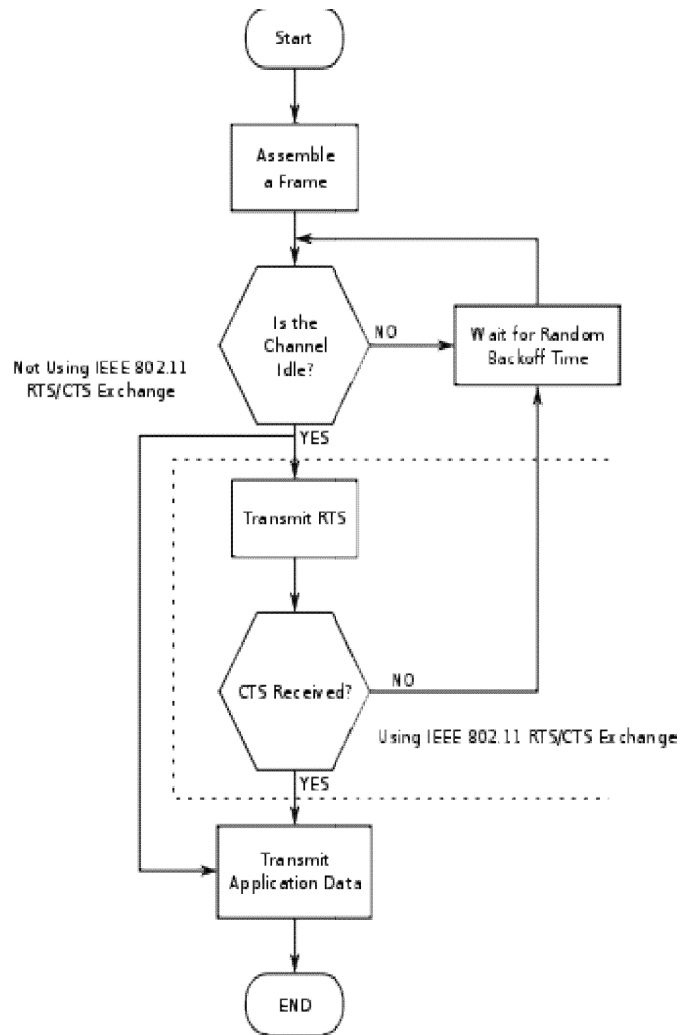 Start
Assemble
a Frame
Is the
Channel
Idle?
NO
Wait for Random
Backoff Time
Not Using IEEE 802.11
RTS/CTS Exchange
YES
Transmit RTS
CTS Received?
NO
Using IEEE 802.11 RTS/CTS Exchange
YES
Transmit
Application Data
END